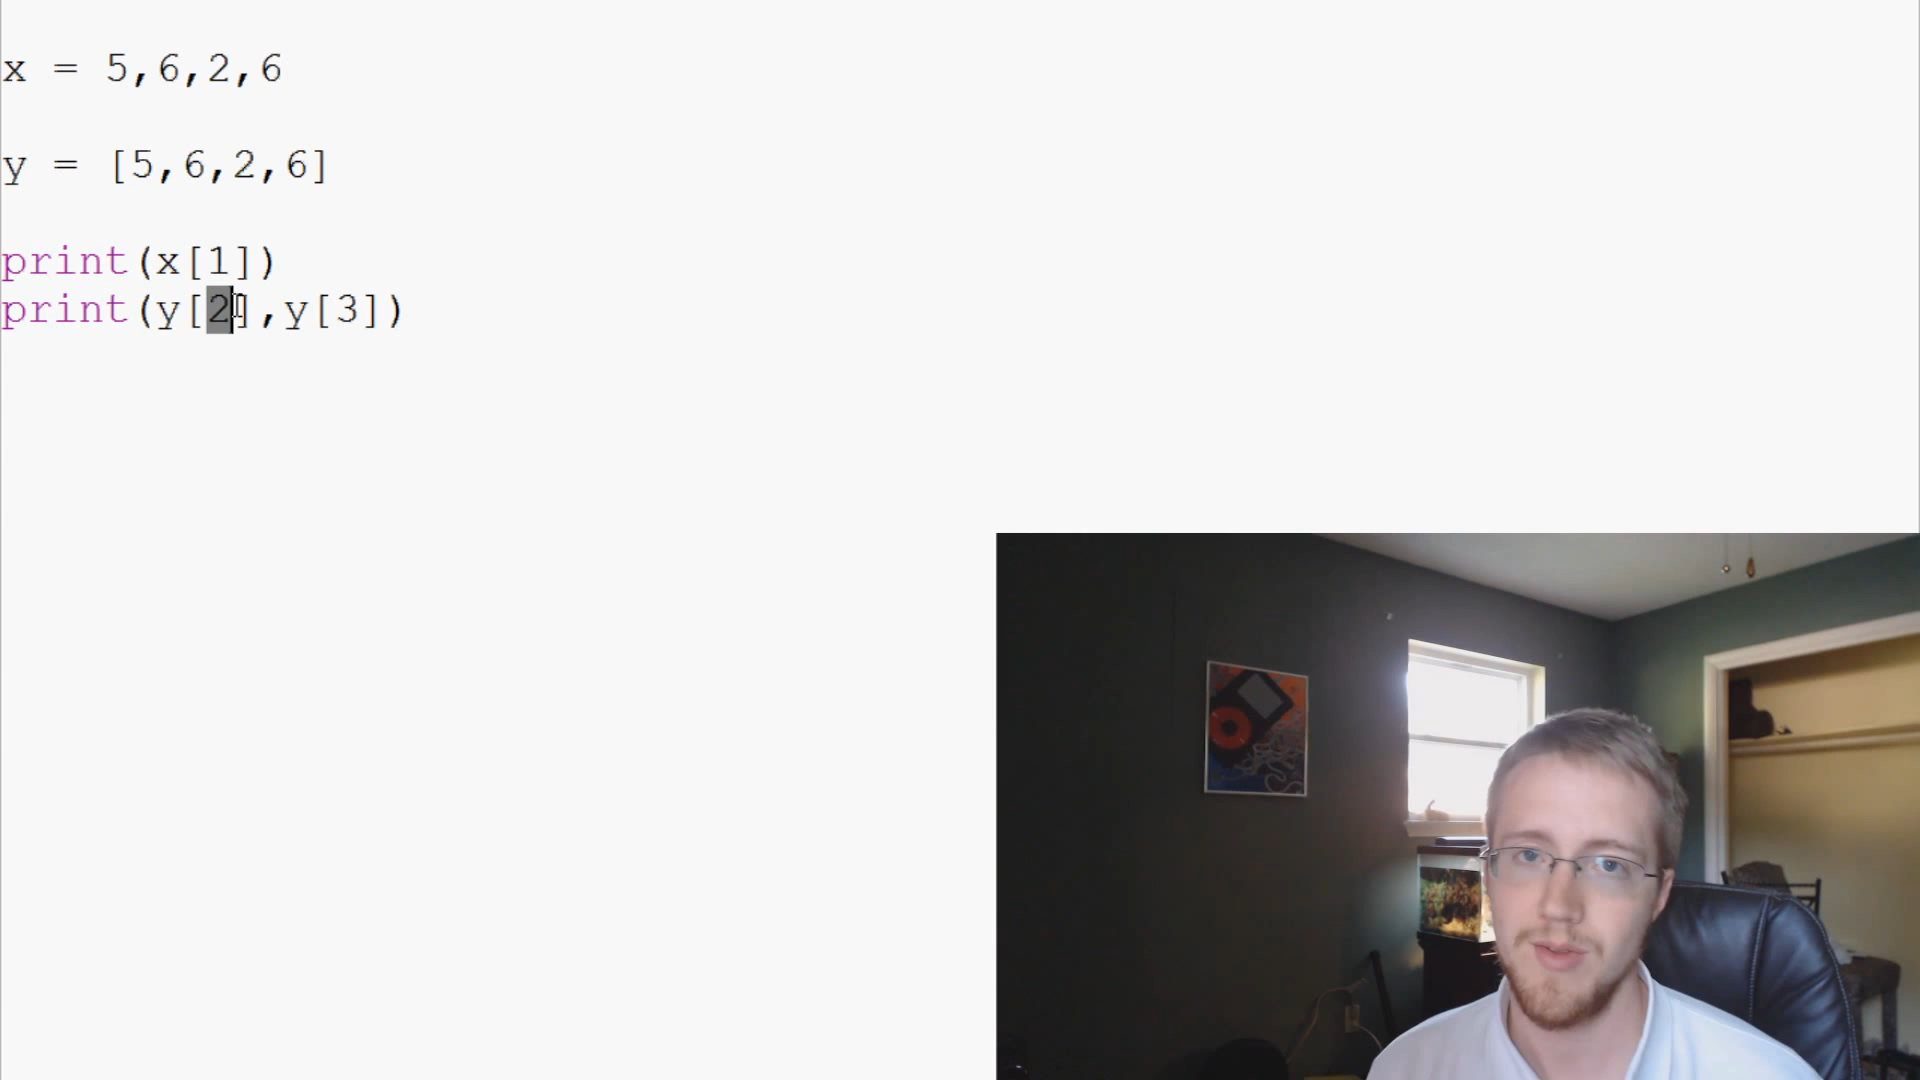 x = 5,6,2,6
y = [5,6,2,6]
print(x[1])
print(y[2],y[3])